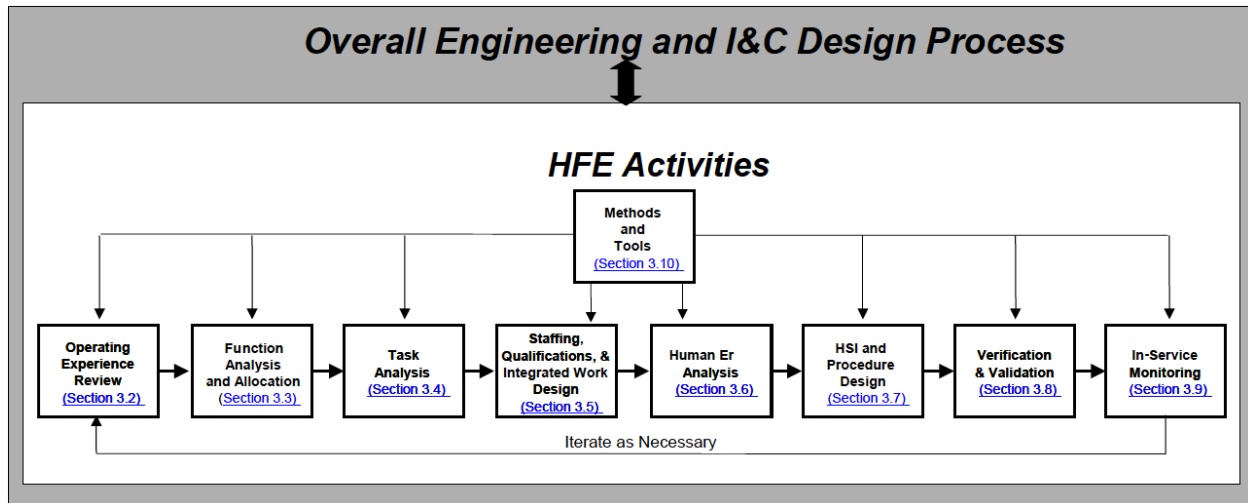 Overall Engineering and I&C Design Process
HFE Activities
Methods
and
Tools
(Section 3.10)
Operating
Experience
Review
(Section 3.2)
Function
Analysis
and Allocation
(Section 3.3)
Task
Analysis
(Section 3.4)
Staffing,
Qualifications, &
Integrated Work
Design
(Section 3.5)
Human Er
Analysis
(Section 3.6)
HSI and
Procedure
Design
(Section 3.7)
Verification
& Validation
(Section 3.8)
In-Service
Monitoring
(Section 3.9)
Iterate as Necessary